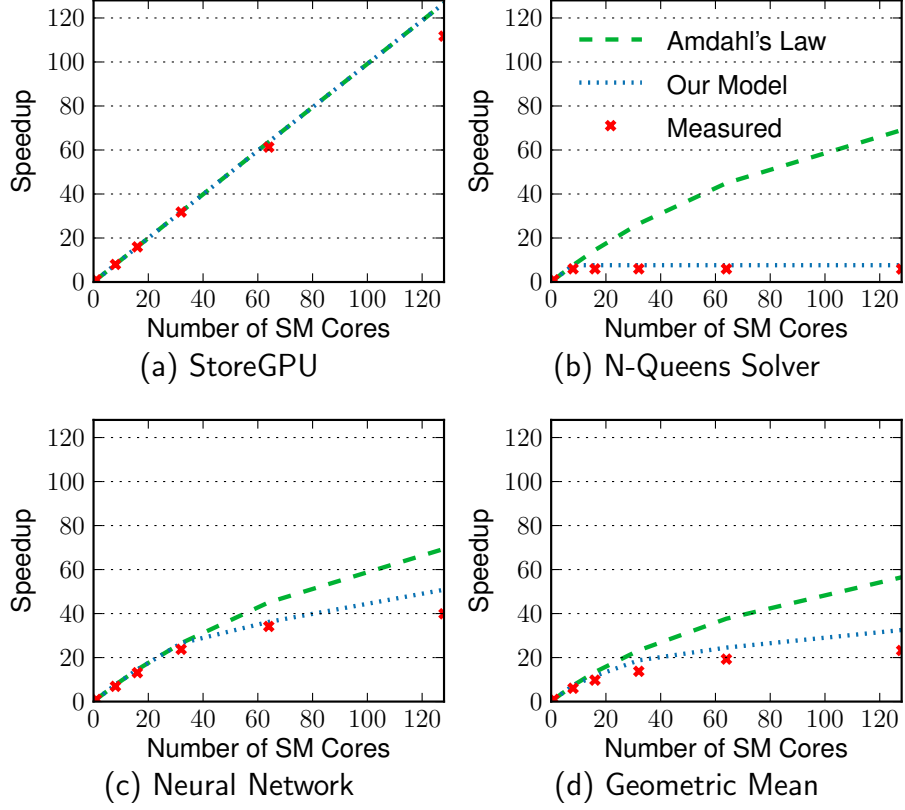 120
100
80
60
40
20
0
Speedup
0 20 40 60 80 100 120
Number of SM Cores
(a) StoreGPU
120
100
80
60
40
20
0
Speedup
Amdahl's Law
Our Model
Measured
0 20 40 60 80 100 120
Number of SM Cores
(b) N-Queens Solver
120
100
80
60
40
20
0
Speedup
0 20 40 60 80 100 120
Number of SM Cores
(c) Neural Network
120
100
80
60
40
20
0
Speedup
0 20 40 60 80 100 120
Number of SM Cores
(d) Geometric Mean